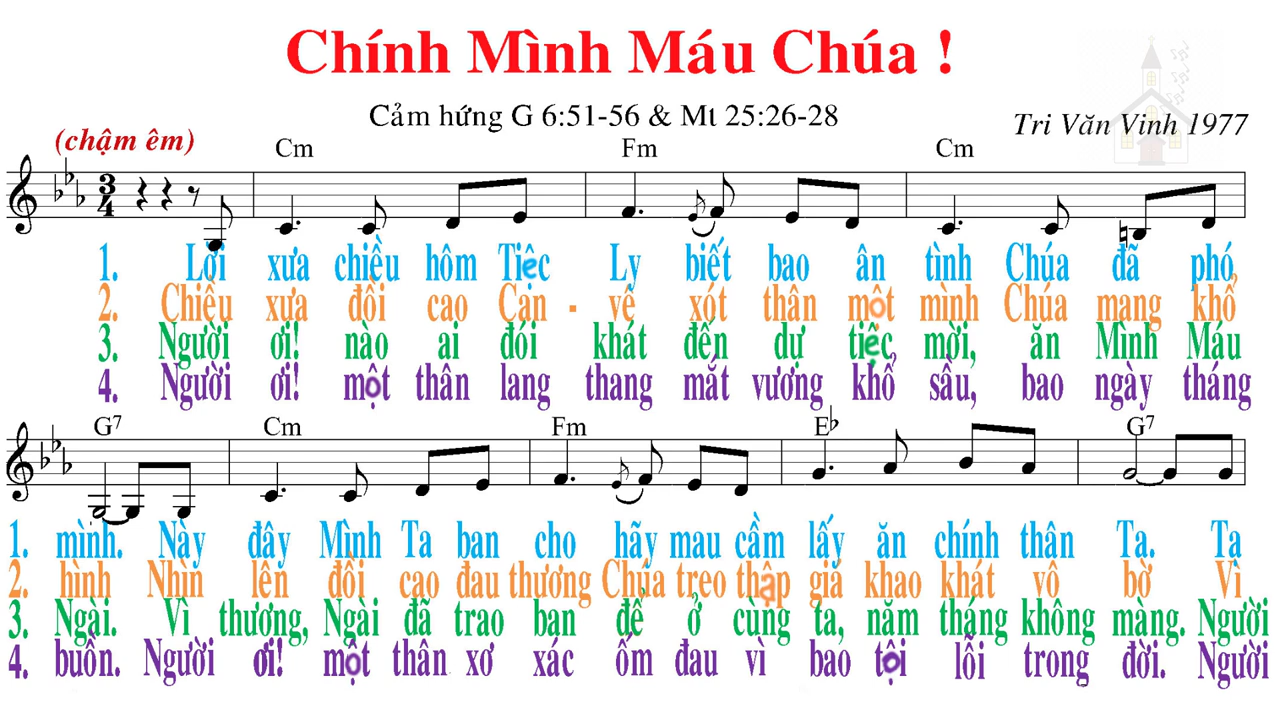 Chính Mình Máu Chúa !
Cảm hứng G 6:51-56 & Mt 25:26-28
Tri Văn Vinh 1977
(chậm êm)
Cm Fm Cm
1. Lời xưa chiều hôm Tiệc Ly biết bao ân tình Chúa đã phó
2. Chiều xưa đồi cao Can - vê xót thân một mình Chúa mang khổ
3. Người ơi! nào ai đói khát đến dự tiệc mời, ăn Mình Máu
4. Người ơi! một thân lang thang mắt vương khổ sầu, bao ngày tháng
G7 Cm Fm Eb G7
1. mình. Này đây Mình Ta ban cho hãy mau cầm lấy ăn chính thân Ta. Ta
2. hình Nhìn lên đồi cao đau thương Chúa treo thập giá khao khát vô bờ Vì
3. Ngài. Vì thương, Ngài đã trao ban để ở cùng ta, năm tháng không màng. Người
4. buồn. Người ơi! một thân xơ xác ốm đau vì bao tội lỗi trong đời. Người